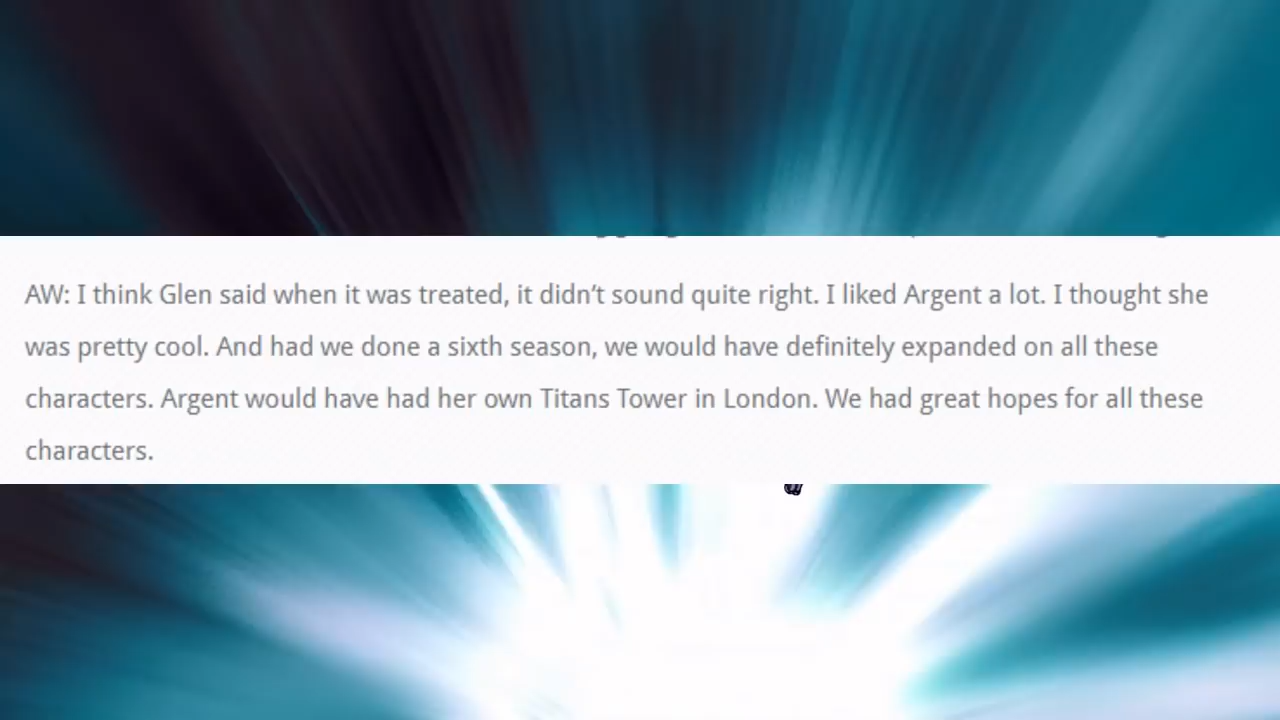 AW: I think Glen said when it was treated, it didn’t sound quite right. I liked Argent a lot. I thought she
was pretty cool. And had we done a sixth season, we would have definitely expanded on all these
characters. Argent would have had her own Titans Tower in London. We had great hopes for all these
characters.